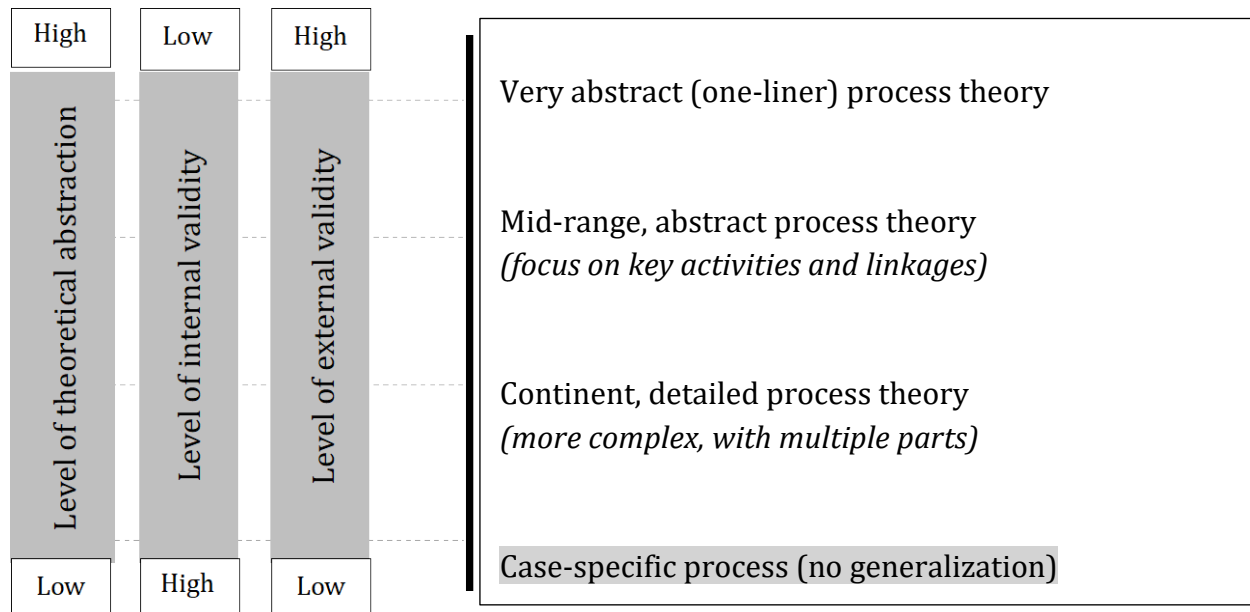 High
Low
High
Level of theoretical abstraction
Level of internal validity
Level of external validity
Low
High
Low
Very abstract (one-liner) process theory
Mid-range, abstract process theory
(focus on key activities and linkages)
Continent, detailed process theory
(more complex, with multiple parts)
Case-specific process (no generalization)